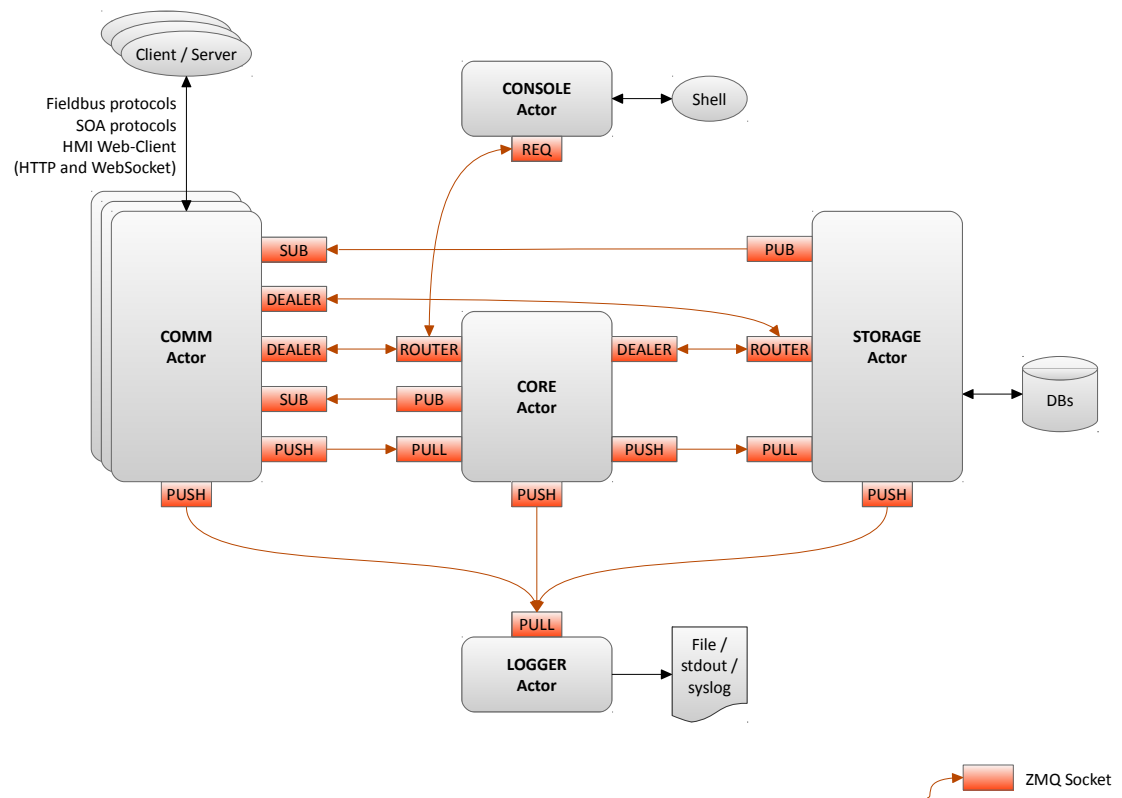 Client / Server
Fieldbus protocols
SOA protocols
HMI Web-Client
(HTTP and WebSocket)
CONSOLE
Actor
Shell
REQ
SUB
PUB
DEALER
COMM
Actor
DEALER
ROUTER
DEALER
ROUTER
STORAGE
Actor
CORE
Actor
SUB
PUB
DBs
PUSH
PULL
PUSH
PULL
PUSH
PUSH
PUSH
PULL
LOGGER
Actor
File /
stdout /
syslog
ZMQ Socket